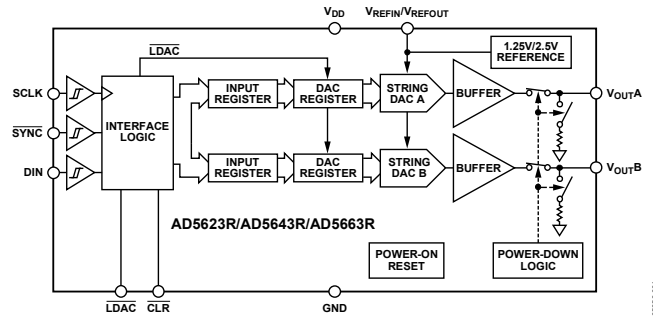 VDD
VREFIN/VREFOUT
LDAC
1.25V/2.5V
REFERENCE
SCLK
SYNC
DIN
INTERFACE
LOGIC
INPUT
REGISTER
DAC
REGISTER
STRING
DAC A
BUFFER
VOUTA
INPUT
REGISTER
DAC
REGISTER
STRING
DAC B
BUFFER
VOUTB
AD5623R/AD5643R/AD5663R
POWER-ON
RESET
POWER-DOWN
LOGIC
LDAC
CLR
GND